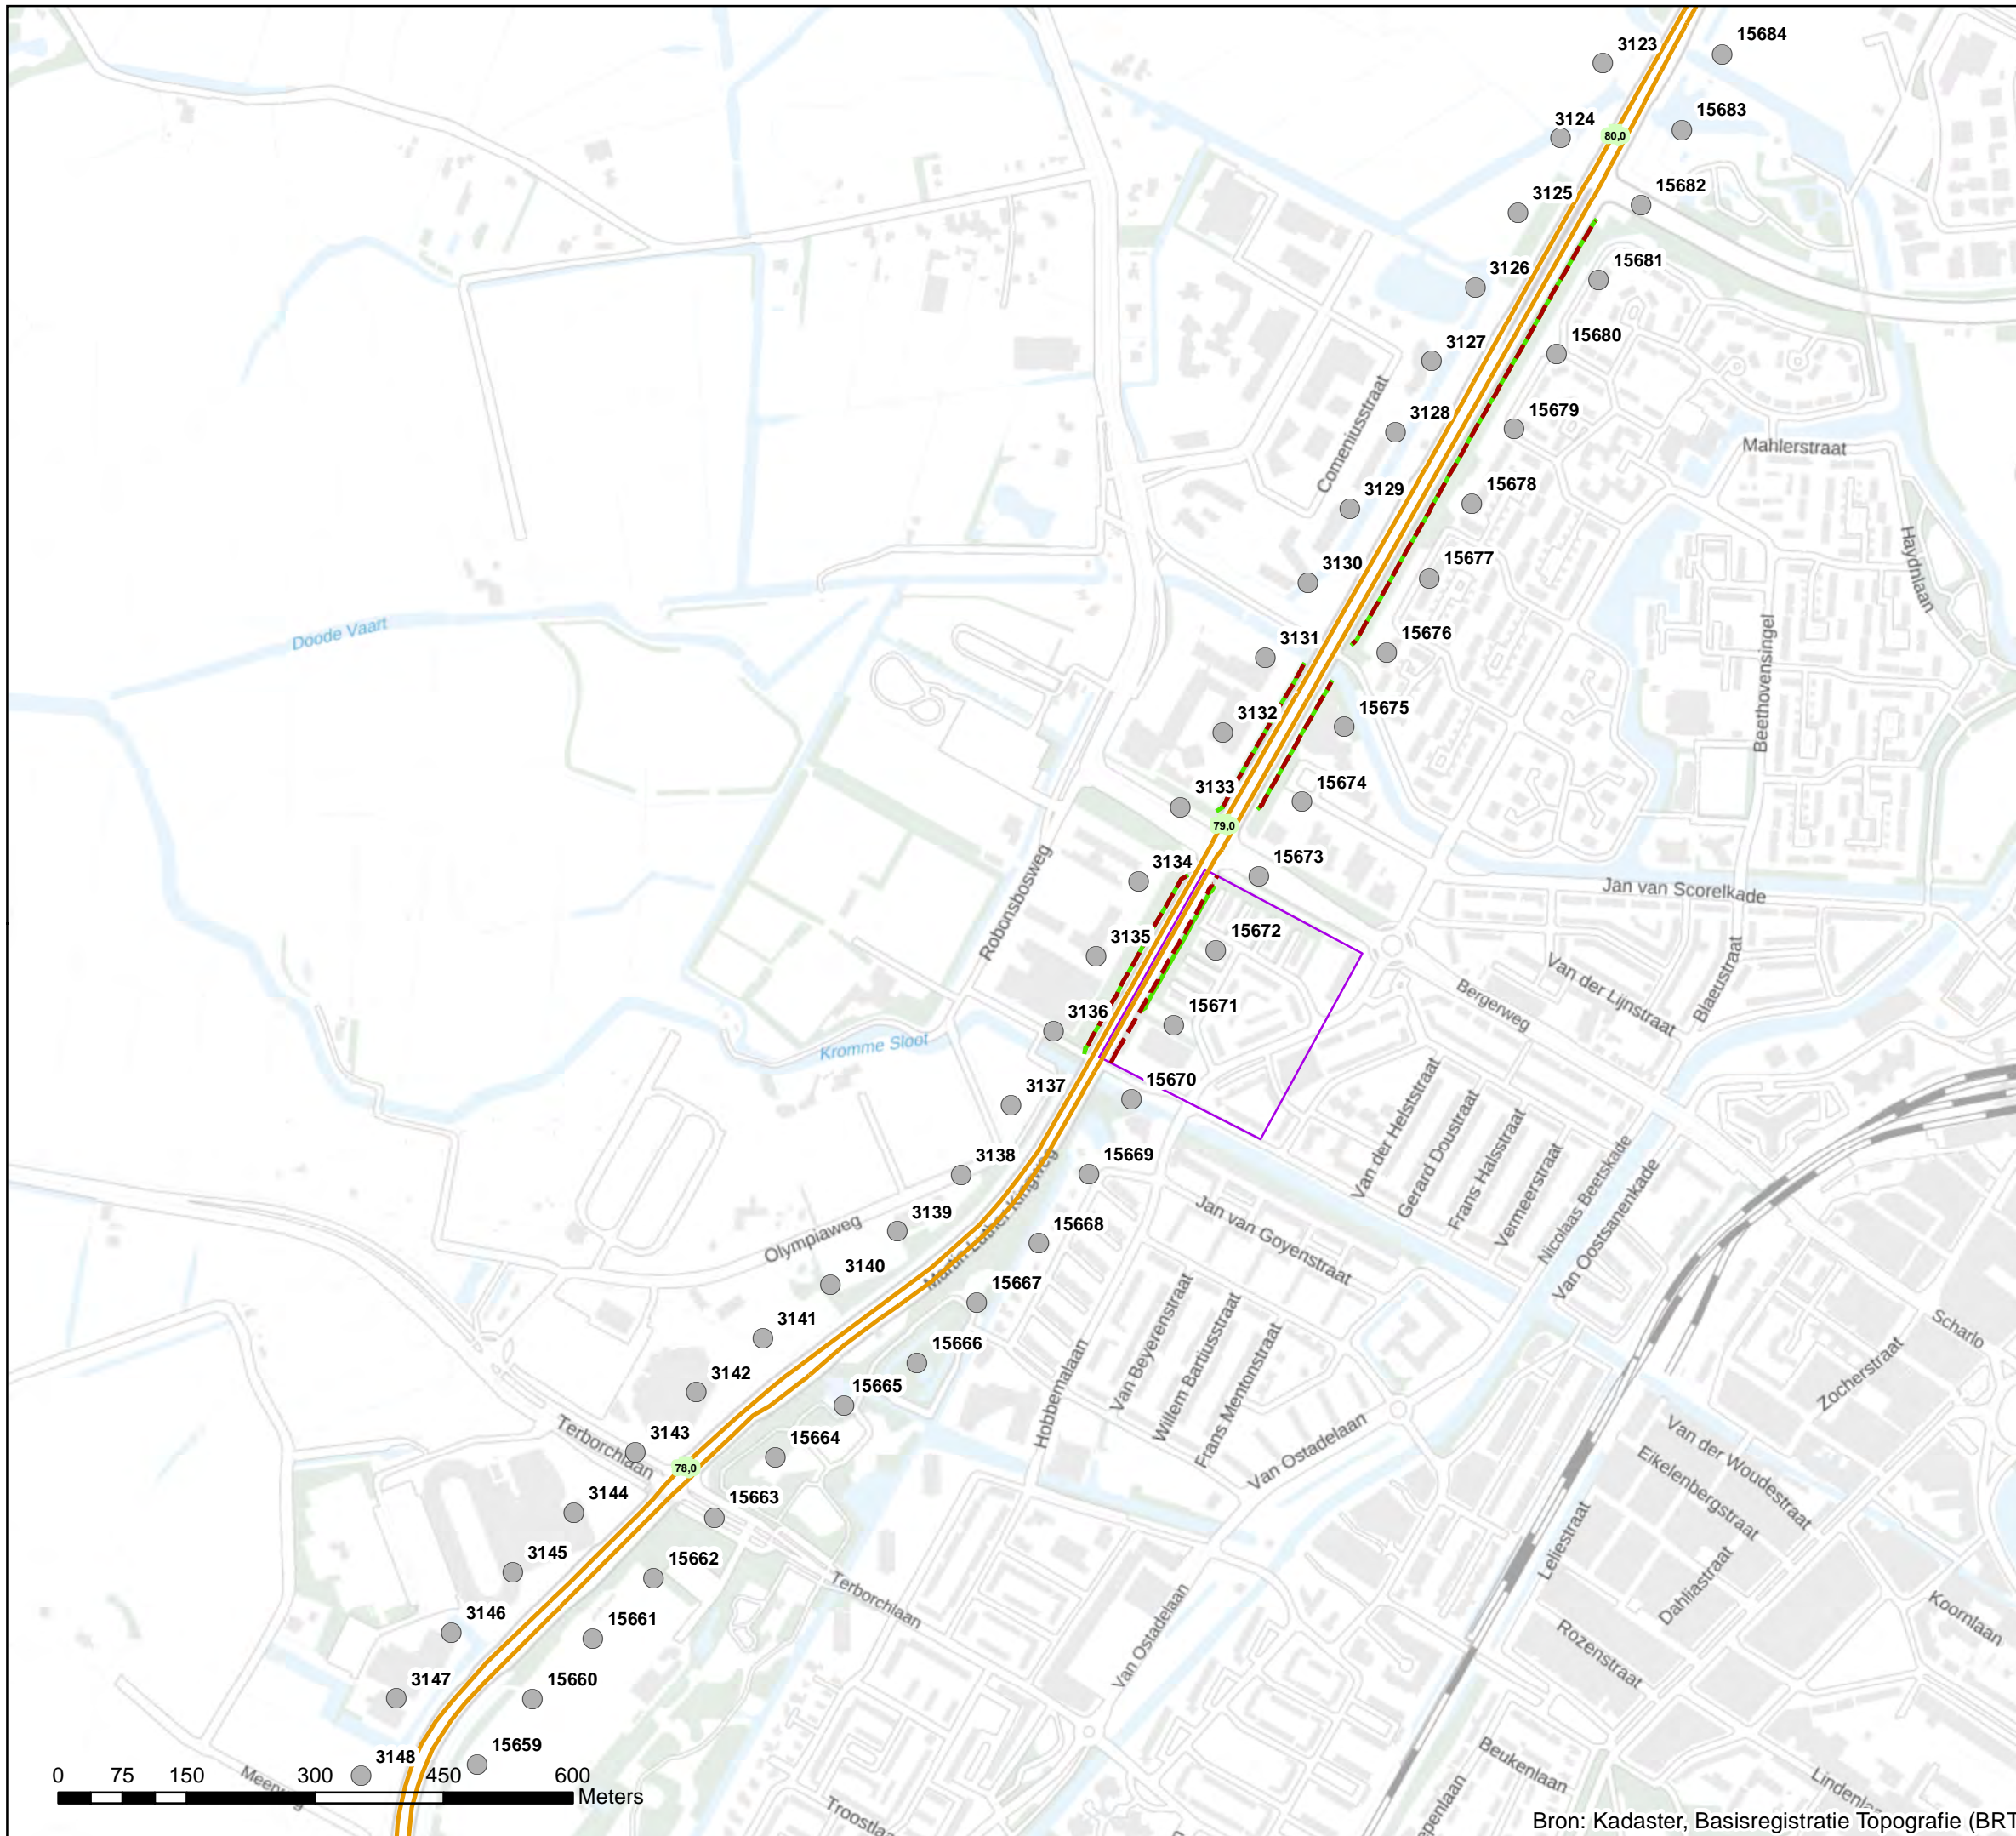 3123
15684
3124
80,0
15683
3125
15682
3126
15681
3127
15680
Comeniusstraat
3128
15679
Mahlerstraat
3129
15678
Haydnlaan
3130
15677
Doode Vaart
3131
15676
Beethovensingel
3132
15675
3133
15674
79,0
Robonsbosweg
3134
15673
Jan van Scorelkade
3135
15672
Van der Lijnstraat
Blaeustraat
Bergerweg
3136
15671
Kromme Sloot
3137
15670
Van der Helststraat
Gerard Doustraat
Frans Halsstraat
Vermeerstraat
Nicolaas Beetskade
Van Oostsanenkade
3138
15669
Martin Luther Kingweg
Olympiaweg
3139
15668
Jan van Goyenstraat
3140
15667
3141
15666
Van Beyerenstraat
Willem Bartiusstraat
Frans Mentonstraat
Hobbemalaan
Scharlo
Zocherstraat
3142
15665
Van Ostadelaan
Van der Woudestraat
Eikelenbergstraat
3143
Terborchlaan
78,0
15664
3144
15663
Leliestraat
Dahliastraat
3145
15662
Terborchlaan
Van Ostadelaan
Koornlaan
3146
15661
Rozenstraat
3147
15660
3148
15659
Beukenlaan
0 75 150 300 450 600
Meters
Bron: Kadaster, Basisregistratie Topografie (BRT